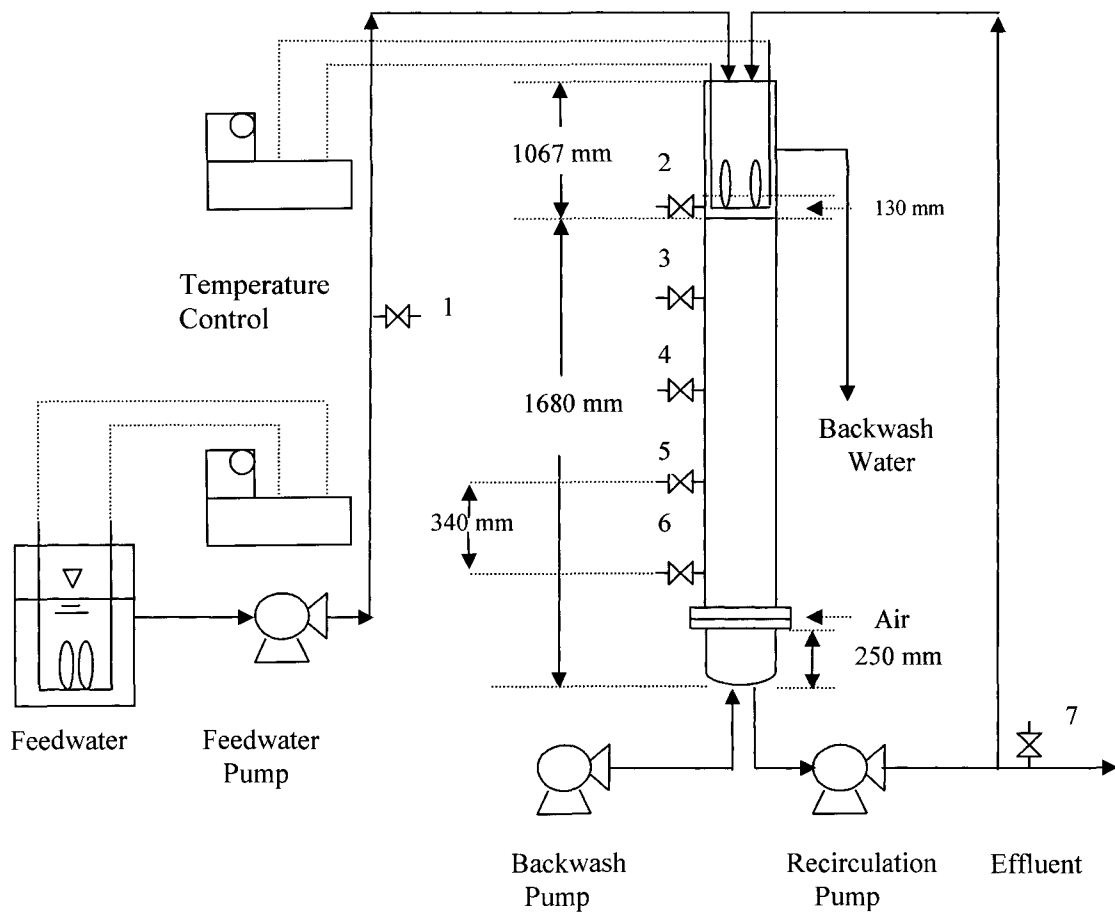 1067 mm
2
130 mm
3
Temperature
Control
1
4
1680 mm
Backwash
Water
5
340 mm
6
Air
250 mm
7
Feedwater
Feedwater
Pump
Backwash
Pump
Recirculation
Pump
Effluent